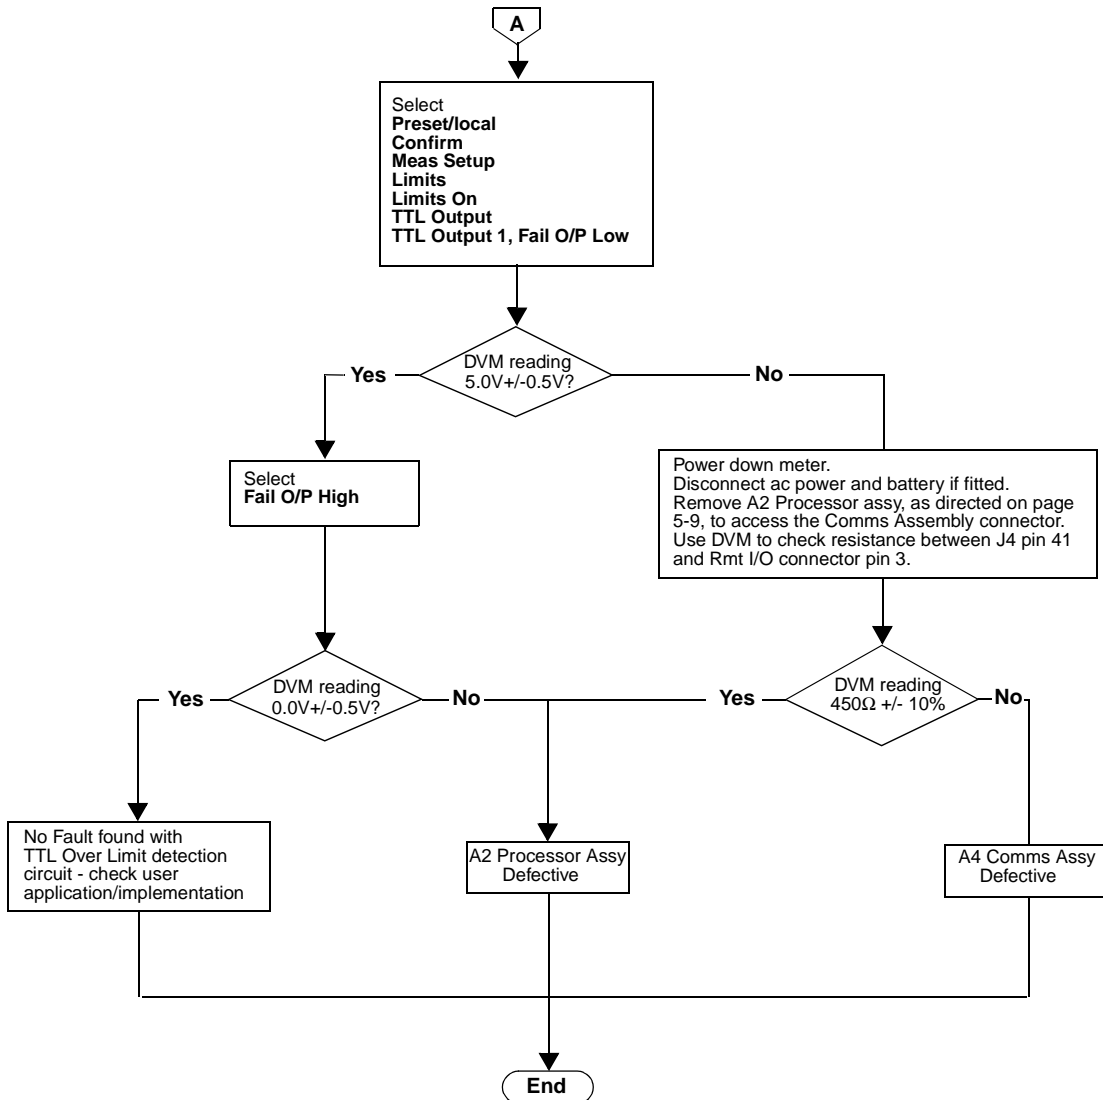 A
Select
Preset/local
Confirm
Meas Setup
Limits
Limits On
TTL Output
TTL Output 1, Fail O/P Low
DVM reading
5.0V+/-0.5V?
Yes
No
Select
Fail O/P High
Power down meter.
Disconnect ac power and battery if fitted.
Remove A2 Processor assy, as directed on page
5-9, to access the Comms Assembly connector.
Use DVM to check resistance between J4 pin 41
and Rmt I/O connector pin 3.
DVM reading
0.0V+/-0.5V?
Yes
No
DVM reading
450Ω +/- 10%
Yes
No
No Fault found with
TTL Over Limit detection
circuit - check user
application/implementation
A2 Processor Assy
Defective
A4 Comms Assy
Defective
End